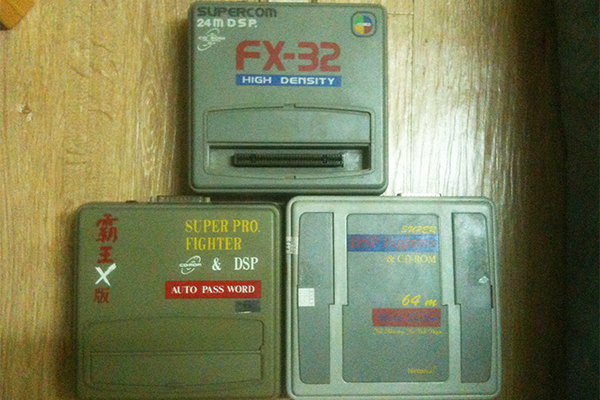 SUPERCOM
24M D S P.
FX-32
HIGH DENSITY
霸王
X
版
SUPER PRO.
FIGHTER
& DSP
AUTO PASS WORD
SUPER
& CD-ROM
64 m